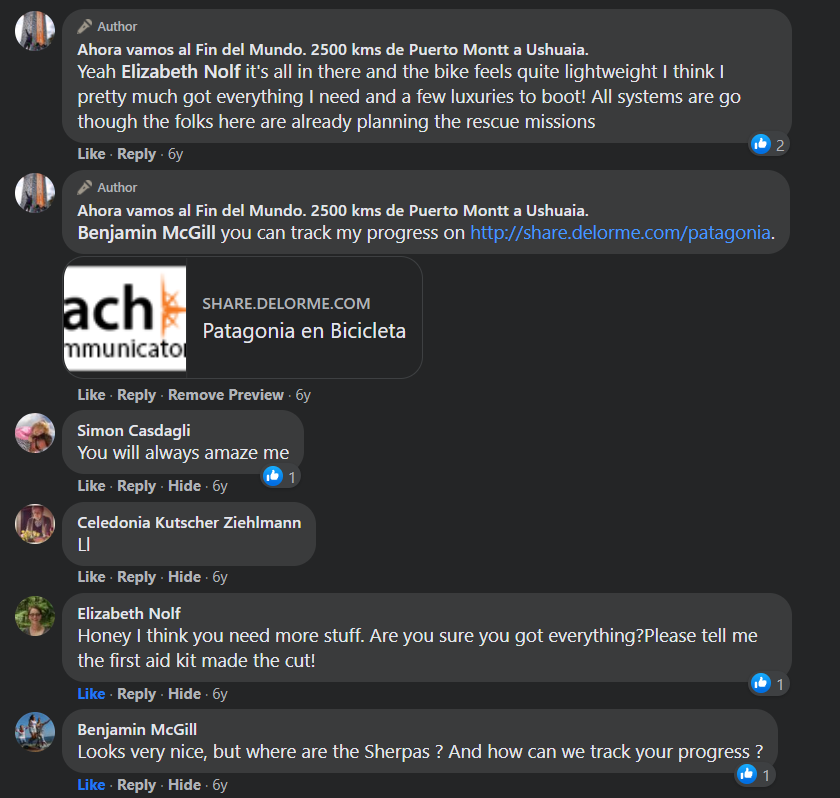 Author
Ahora vamos al Fin del Mundo. 2500 kms de Puerto Montt a Ushuaia.
Yeah Elizabeth Nolf it's all in there and the bike feels quite lightweight I think I
pretty much got everything I need and a few luxuries to boot! All systems are go
though the folks here are already planning the rescue missions
2
Like · Reply · 6y
Author
Ahora vamos al Fin del Mundo. 2500 kms de Puerto Montt a Ushuaia.
Benjamin McGill you can track my progress on http://share.delorme.com/patagonia.
ach
mmunicator
SHARE.DELORME.COM
Patagonia en Bicicleta
Like · Reply · Remove Preview · 6y
Simon Casdagli
You will always amaze me
1
Like · Reply · Hide · 6y
Celedonia Kutscher Ziehlmann
Ll
Like · Reply · Hide · 6y
Elizabeth Nolf
Honey I think you need more stuff. Are you sure you got everything?Please tell me
the first aid kit made the cut!
1
Like · Reply · Hide · 6y
Benjamin McGill
Looks very nice, but where are the Sherpas ? And how can we track your progress ?
1
Like · Reply · Hide · 6y